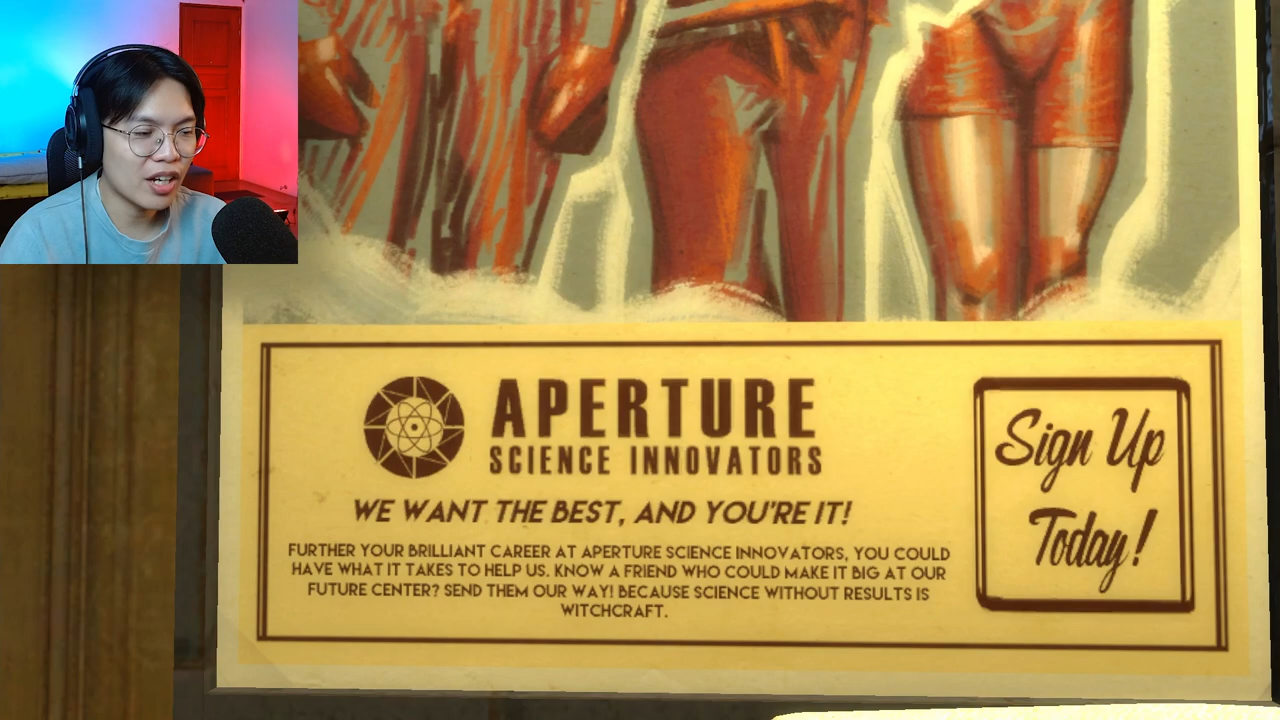 APERTURE
SCIENCE INNOVATORS
WE WANT THE BEST, AND YOU'RE IT!
FURTHER YOUR BRILLIANT CAREER AT APERTURE SCIENCE INNOVATORS, YOU COULD
HAVE WHAT IT TAKES TO HELP US. KNOW A FRIEND WHO COULD MAKE IT BIG AT OUR
FUTURE CENTER? SEND THEM OUR WAY! BECAUSE SCIENCE WITHOUT RESULTS IS
WITCHCRAFT.
Sign Up
Today!